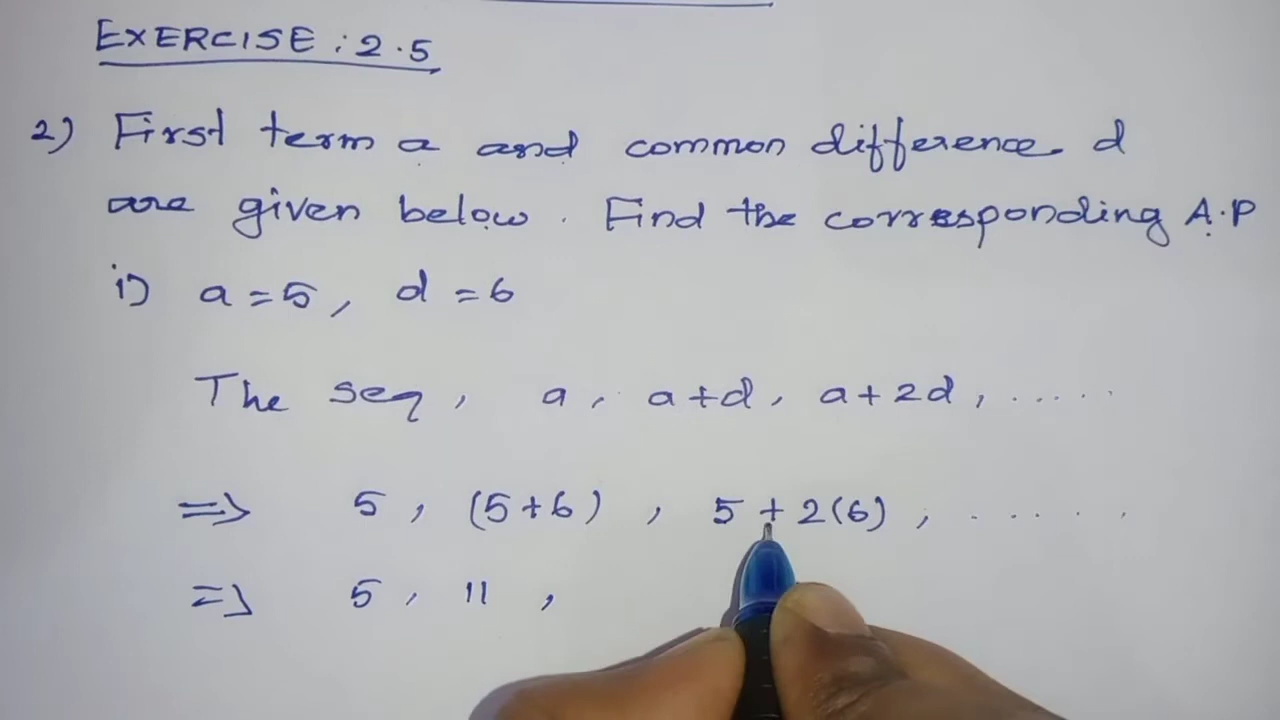 EXERCISE : 2.5
2) First term a and common difference d
are given below. Find the corresponding A.P
i) a = 5, d = 6
The seq, a, a+d, a+2d, .....
=> 5, (5+6), 5+2(6), ......
=> 5, 11,